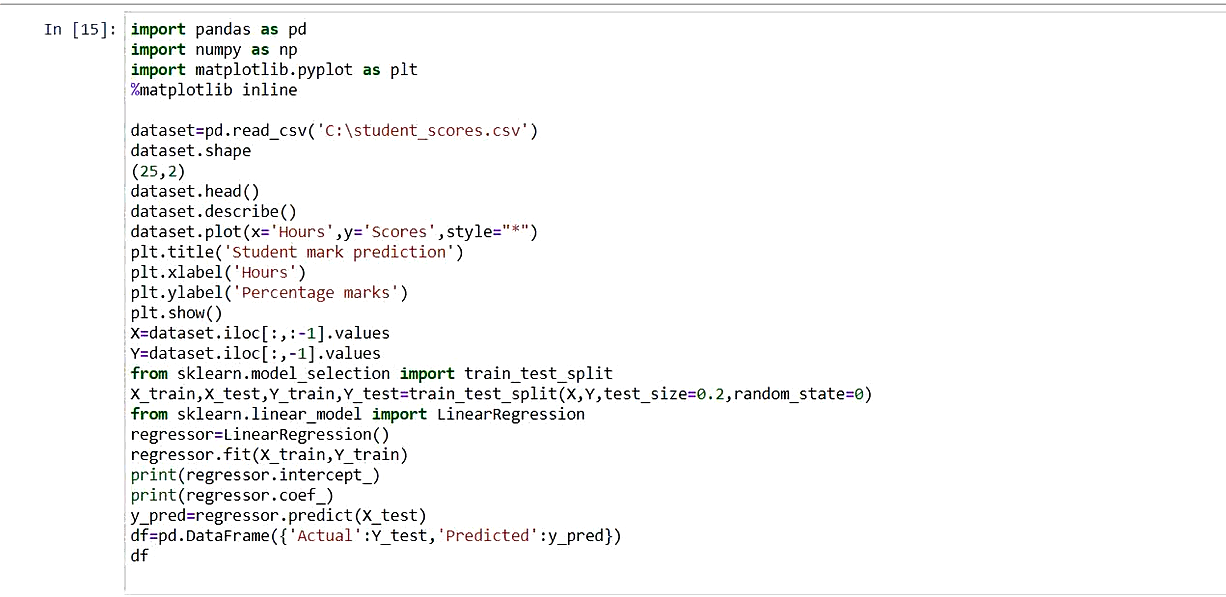 In [15]: import pandas as pd
import numpy as np
import matplotlib.pyplot as plt
%matplotlib inline
dataset=pd.read_csv('C:\student_scores.csv')
dataset.shape
(25,2)
dataset.head()
dataset.describe()
dataset.plot(x='Hours',y='Scores',style="*")
plt.title('Student mark prediction')
plt.xlabel('Hours')
plt.ylabel('Percentage marks')
plt.show()
X=dataset.iloc[:,:-1].values
Y=dataset.iloc[:,-1].values
from sklearn.model_selection import train_test_split
X_train,X_test,Y_train,Y_test=train_test_split(X,Y,test_size=0.2,random_state=0)
from sklearn.linear_model import LinearRegression
regressor=LinearRegression()
regressor.fit(X_train,Y_train)
print(regressor.intercept_)
print(regressor.coef_)
y_pred=regressor.predict(X_test)
df=pd.DataFrame({'Actual':Y_test,'Predicted':y_pred})
df